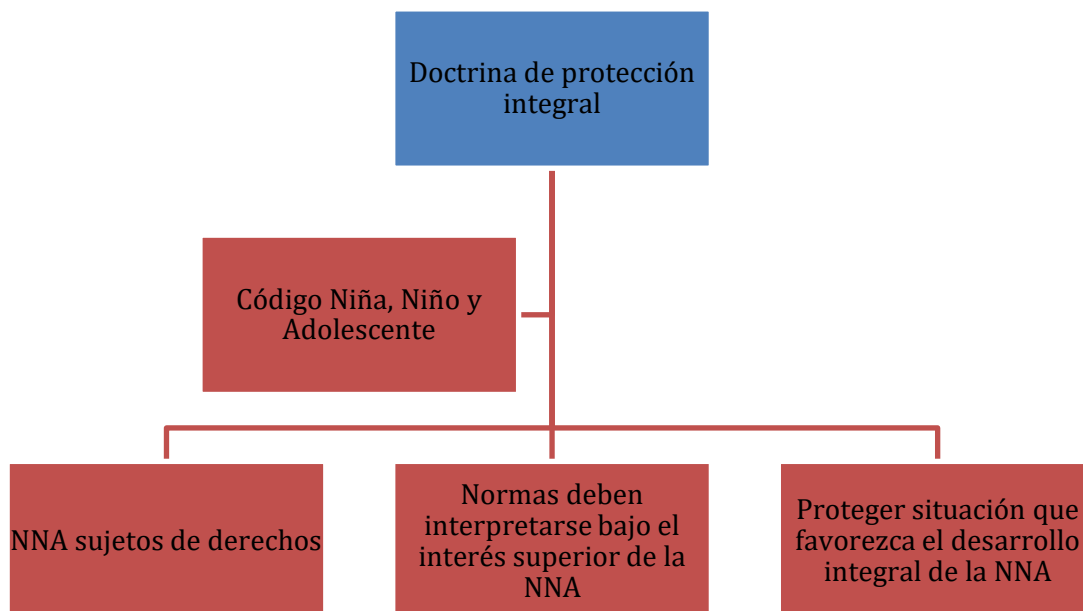 Doctrina de protección
integral
Código Niña, Niño y
Adolescente
NNA sujetos de derechos
Normas deben
interpretarse bajo el
interés superior de la
NNA
Proteger situación que
favorezca el desarrollo
integral de la NNA